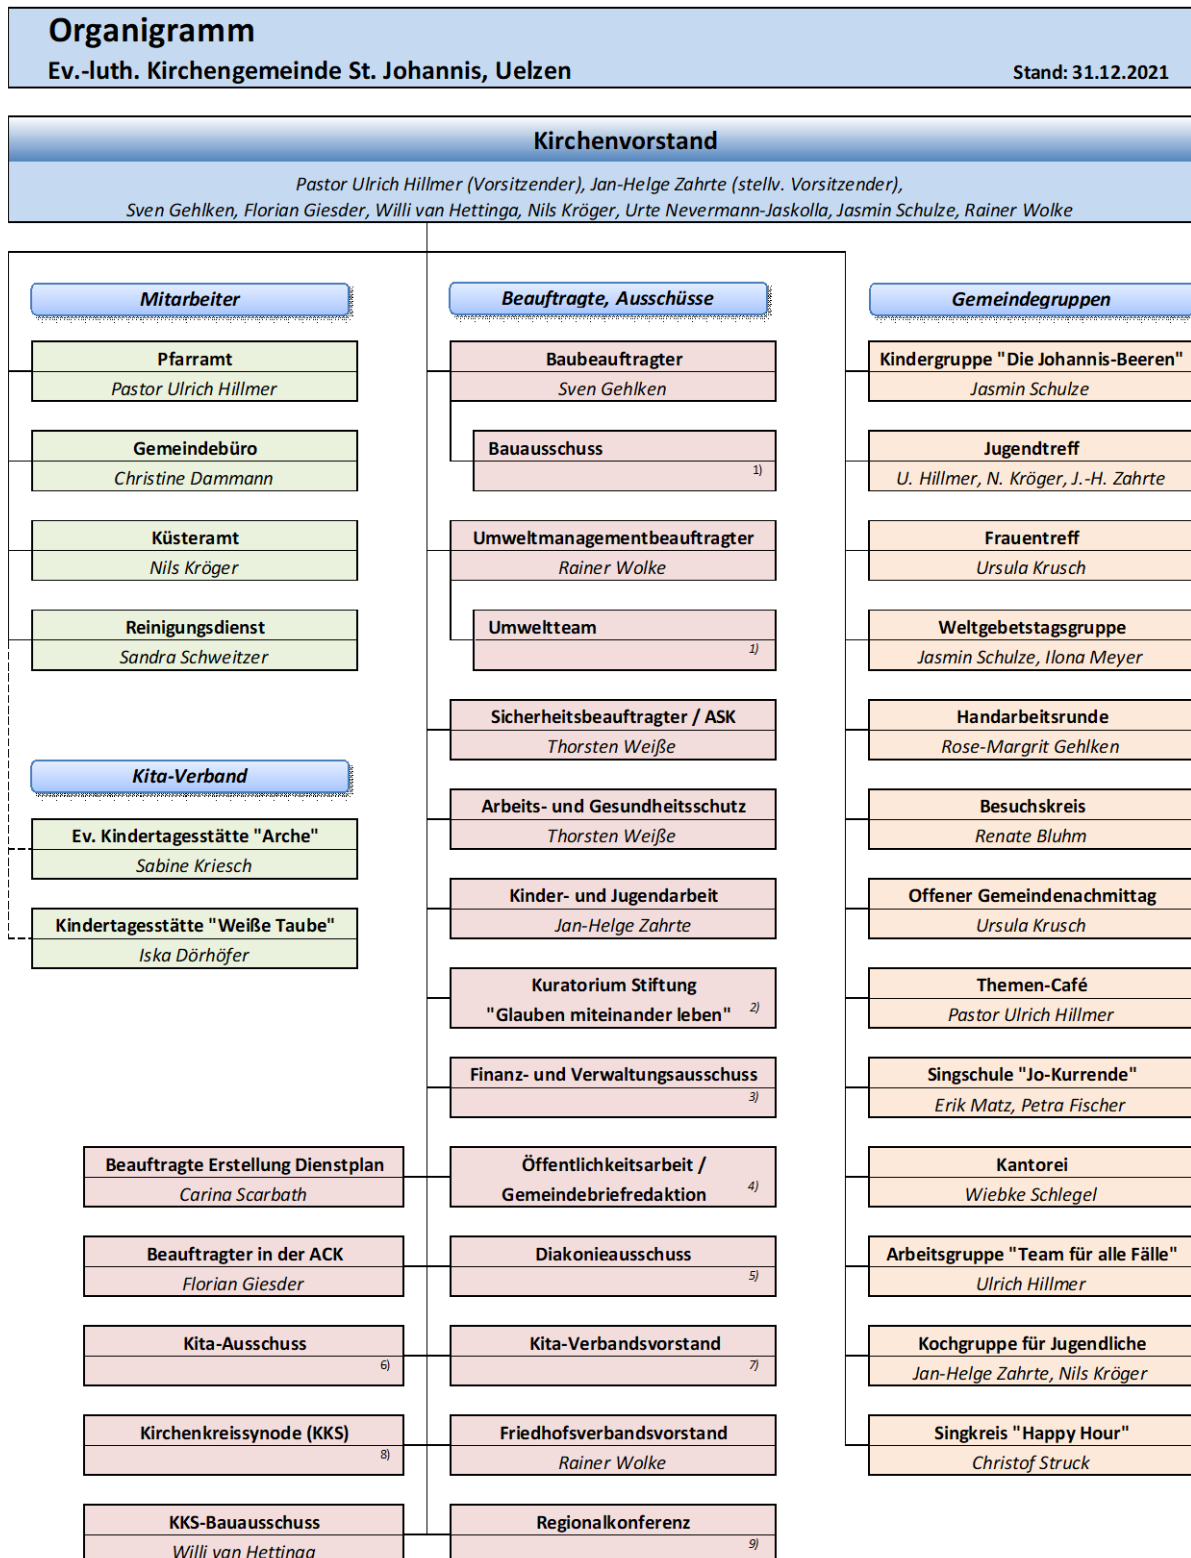 Organigramm
Ev.-luth. Kirchengemeinde St. Johannis, Uelzen
Stand: 31.12.2021
Kirchenvorstand
Pastor Ulrich Hillmer (Vorsitzender), Jan-Helge Zahrte (stellv. Vorsitzender),
Sven Gehlken, Florian Giesder, Willi van Hettinga, Nils Kröger, Urte Nevermann-Jaskolla, Jasmin Schulze, Rainer Wolke
Mitarbeiter
Pfarramt
Pastor Ulrich Hillmer
Gemeindebüro
Christine Dammann
Küsteramt
Nils Kröger
Reinigungsdienst
Sandra Schweitzer
Kita-Verband
Ev. Kindertagesstätte "Arche"
Sabine Kriesch
Kindertagesstätte "Weiße Taube"
Iska Dörhöfer
Beauftragte, Ausschüsse
Baubeauftragter
Sven Gehlken
Bauausschuss
1)
Umweltmanagementbeauftragter
Rainer Wolke
Umweltteam
1)
Sicherheitsbeauftragter / ASK
Thorsten Weiße
Arbeits- und Gesundheitsschutz
Thorsten Weiße
Kinder- und Jugendarbeit
Jan-Helge Zahrte
Kuratorium Stiftung
"Glauben miteinander leben" 2)
Finanz- und Verwaltungsausschuss
3)
Beauftragte Erstellung Dienstplan
Carina Scarbath
Öffentlichkeitsarbeit /
Gemeindebriefredaktion 4)
Beauftragter in der ACK
Florian Giesder
Diakonieausschuss
5)
Kita-Ausschuss
6)
Kita-Verbandsvorstand
7)
Kirchenkreissynode (KKS)
8)
Friedhofsverbandsvorstand
Rainer Wolke
KKS-Bauausschuss
Willi van Hettinga
Regionalkonferenz
9)
Gemeindegruppen
Kindergruppe "Die Johannis-Beeren"
Jasmin Schulze
Jugendtreff
U. Hillmer, N. Kröger, J.-H. Zahrte
Frauentreff
Ursula Krusch
Weltgebetstagsgruppe
Jasmin Schulze, Ilona Meyer
Handarbeitsrunde
Rose-Margrit Gehlken
Besuchskreis
Renate Bluhm
Offener Gemeindenachmittag
Ursula Krusch
Themen-Café
Pastor Ulrich Hillmer
Singschule "Jo-Kurrende"
Erik Matz, Petra Fischer
Kantorei
Wiebke Schlegel
Arbeitsgruppe "Team für alle Fälle"
Ulrich Hillmer
Kochgruppe für Jugendliche
Jan-Helge Zahrte, Nils Kröger
Singkreis "Happy Hour"
Christof Struck